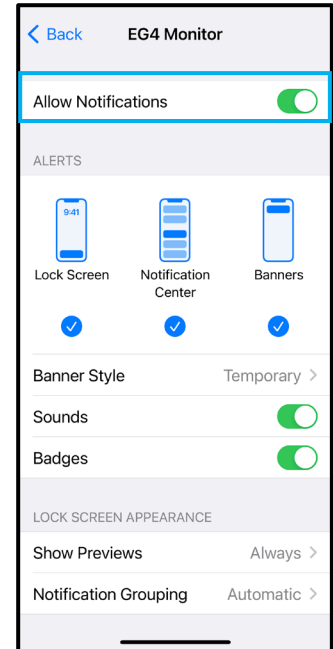 Back EG4 Monitor
Allow Notifications
ALERTS
9:41
Lock Screen Notification Center Banners
Banner Style Temporary
Sounds
Badges
LOCK SCREEN APPEARANCE
Show Previews Always
Notification Grouping Automatic